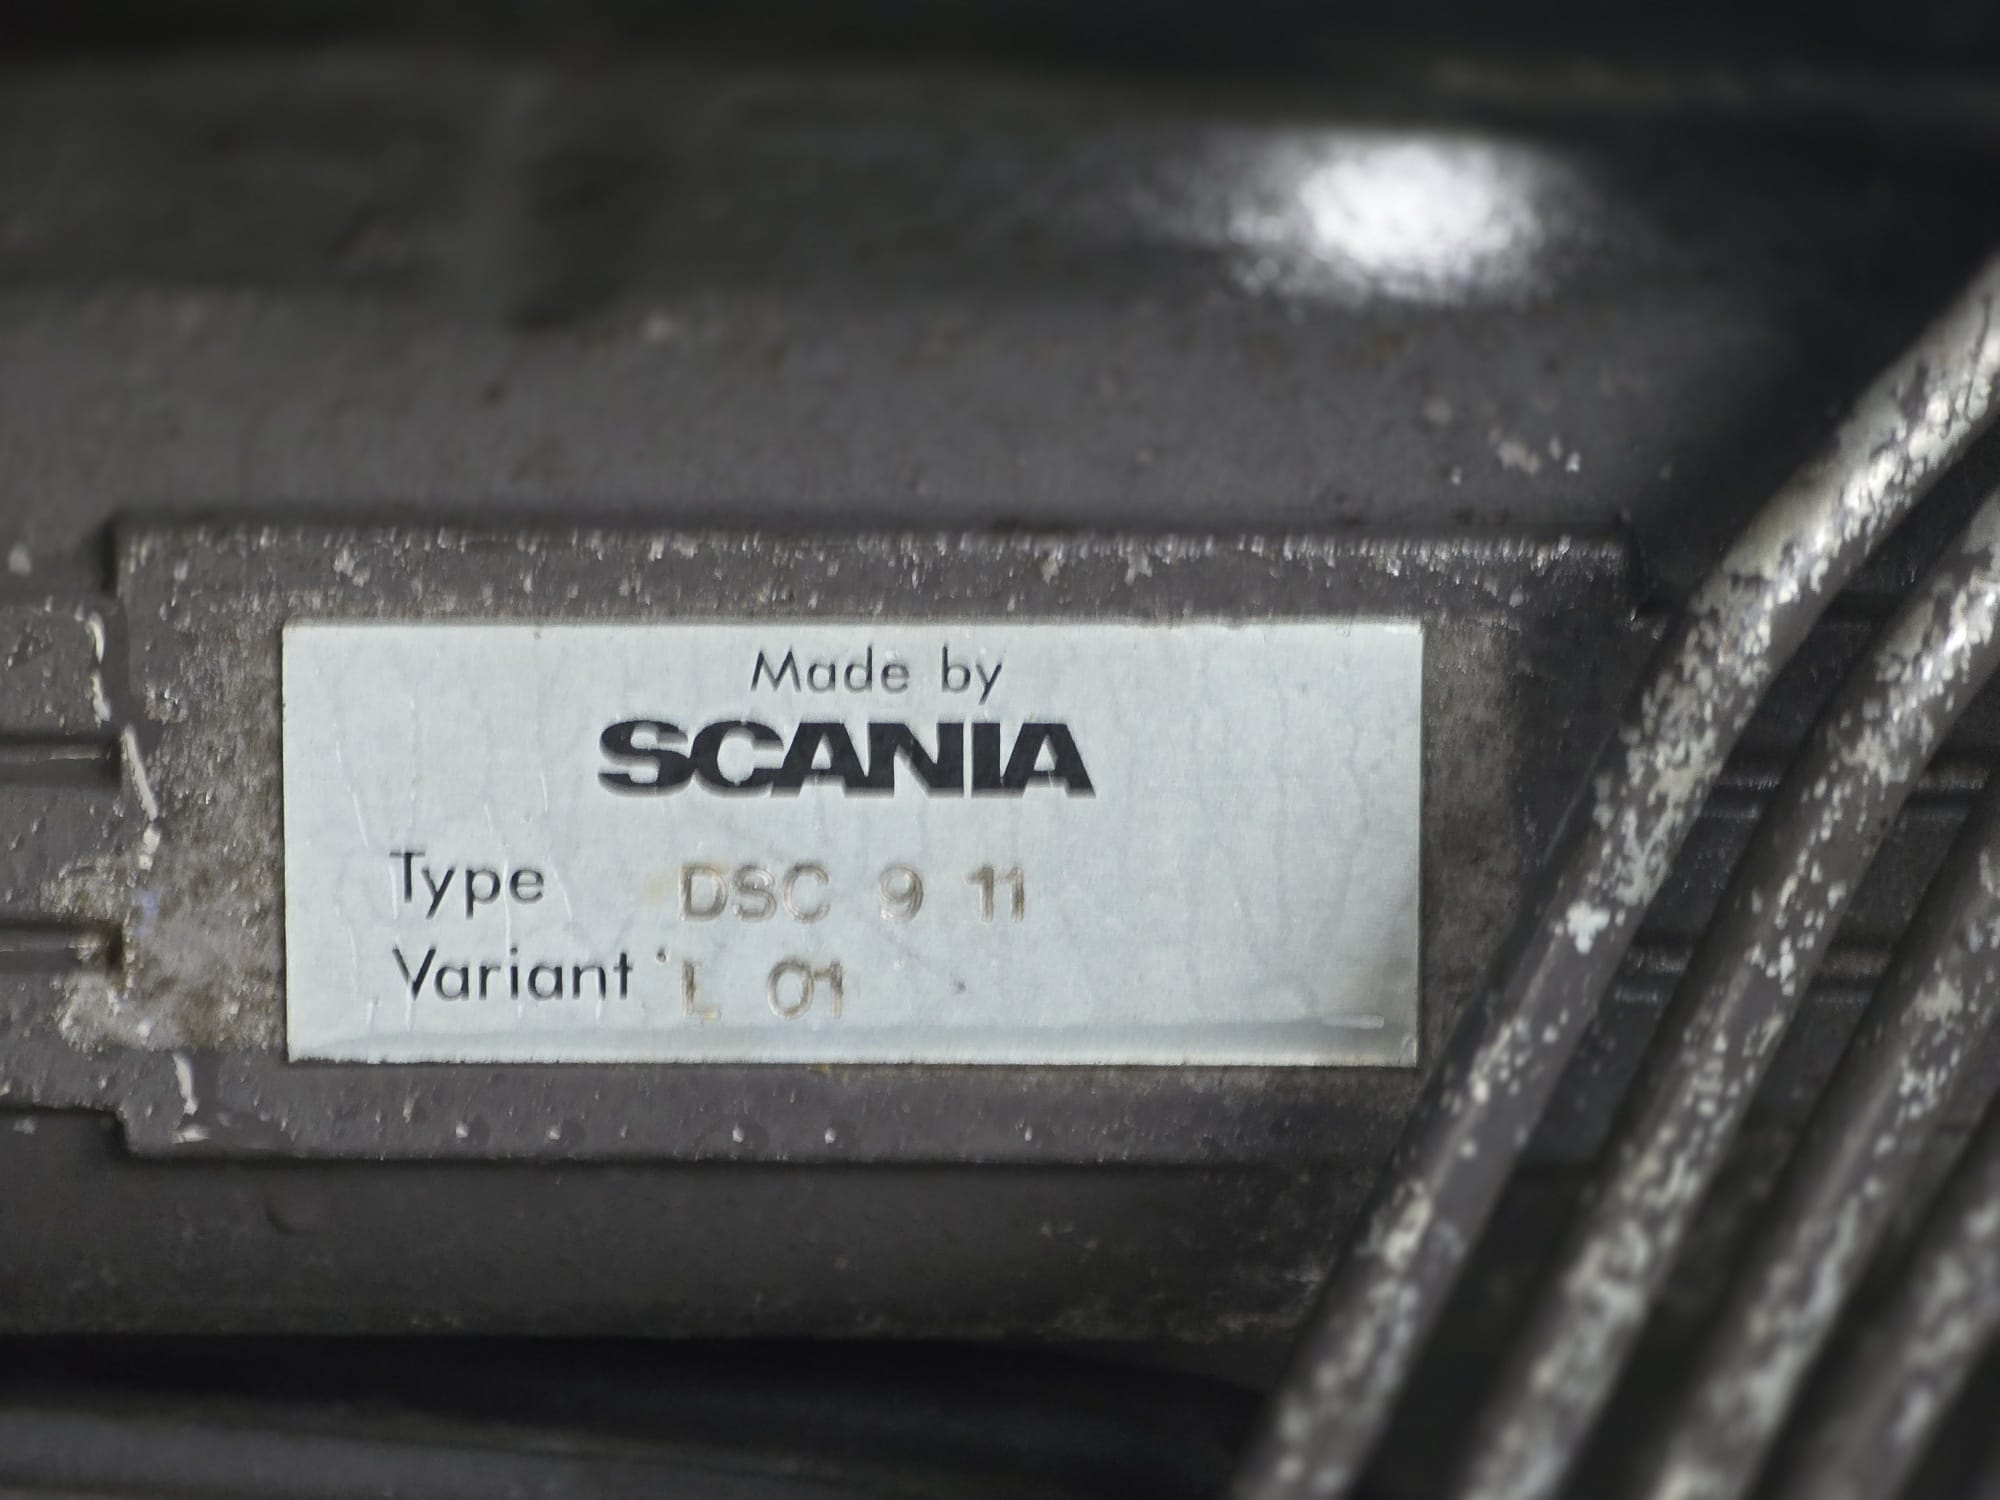 Made by
SCANIA
Type DSC 9 11
Variant L 01